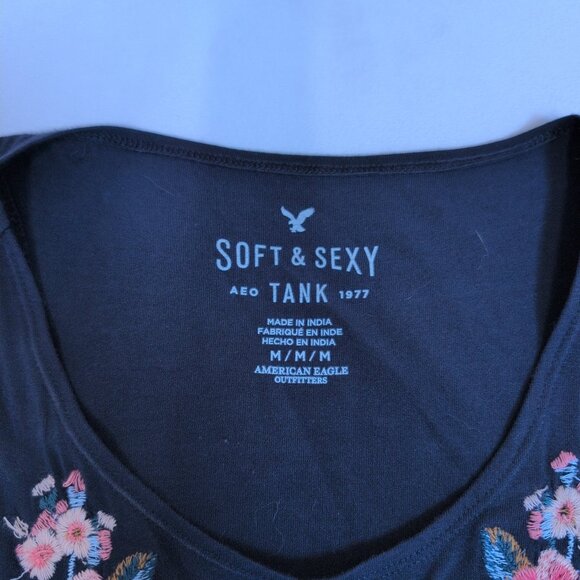 SOFT & SEXY
AEO TANK 1977
MADE IN INDIA
FABRIQUÉ EN INDE
HECHO EN INDIA
M/M/M
AMERICAN EAGLE
OUTFITTERS